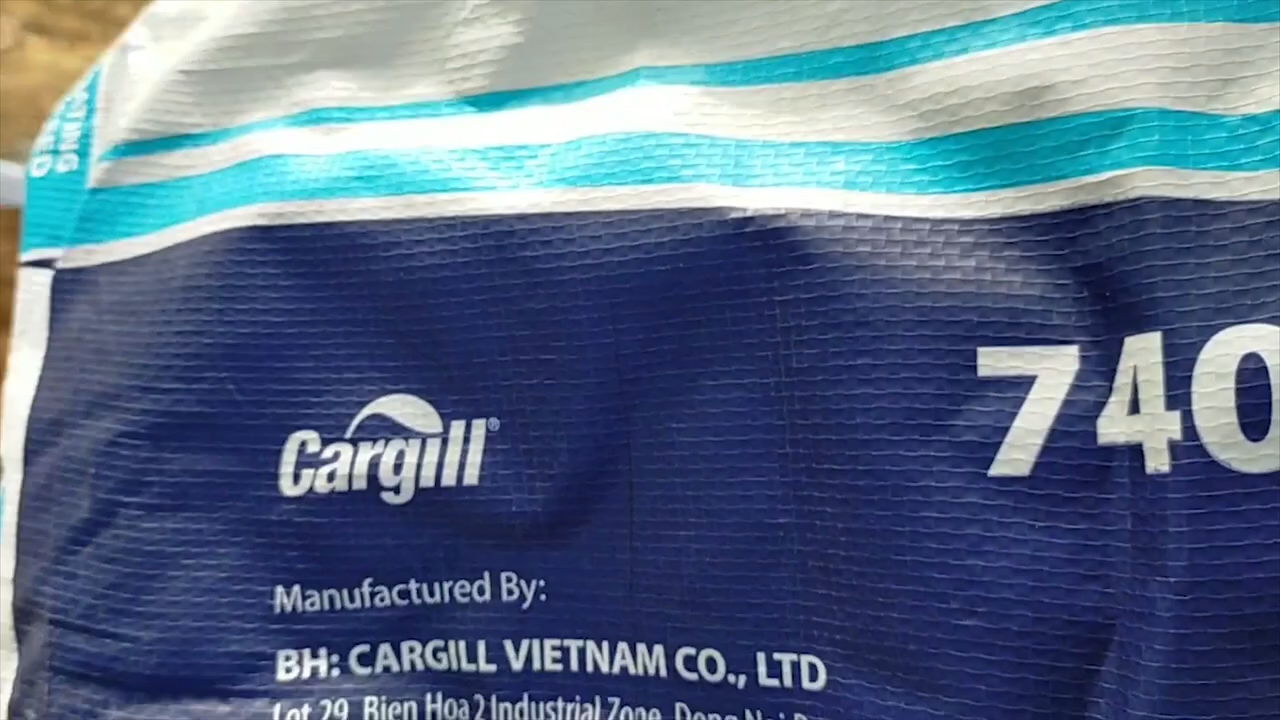 740
Cargill®
Manufactured By:
BH: CARGILL VIETNAM CO., LTD
Lot 29, Bien Hoa 2 Industrial Zone, Dong Nai